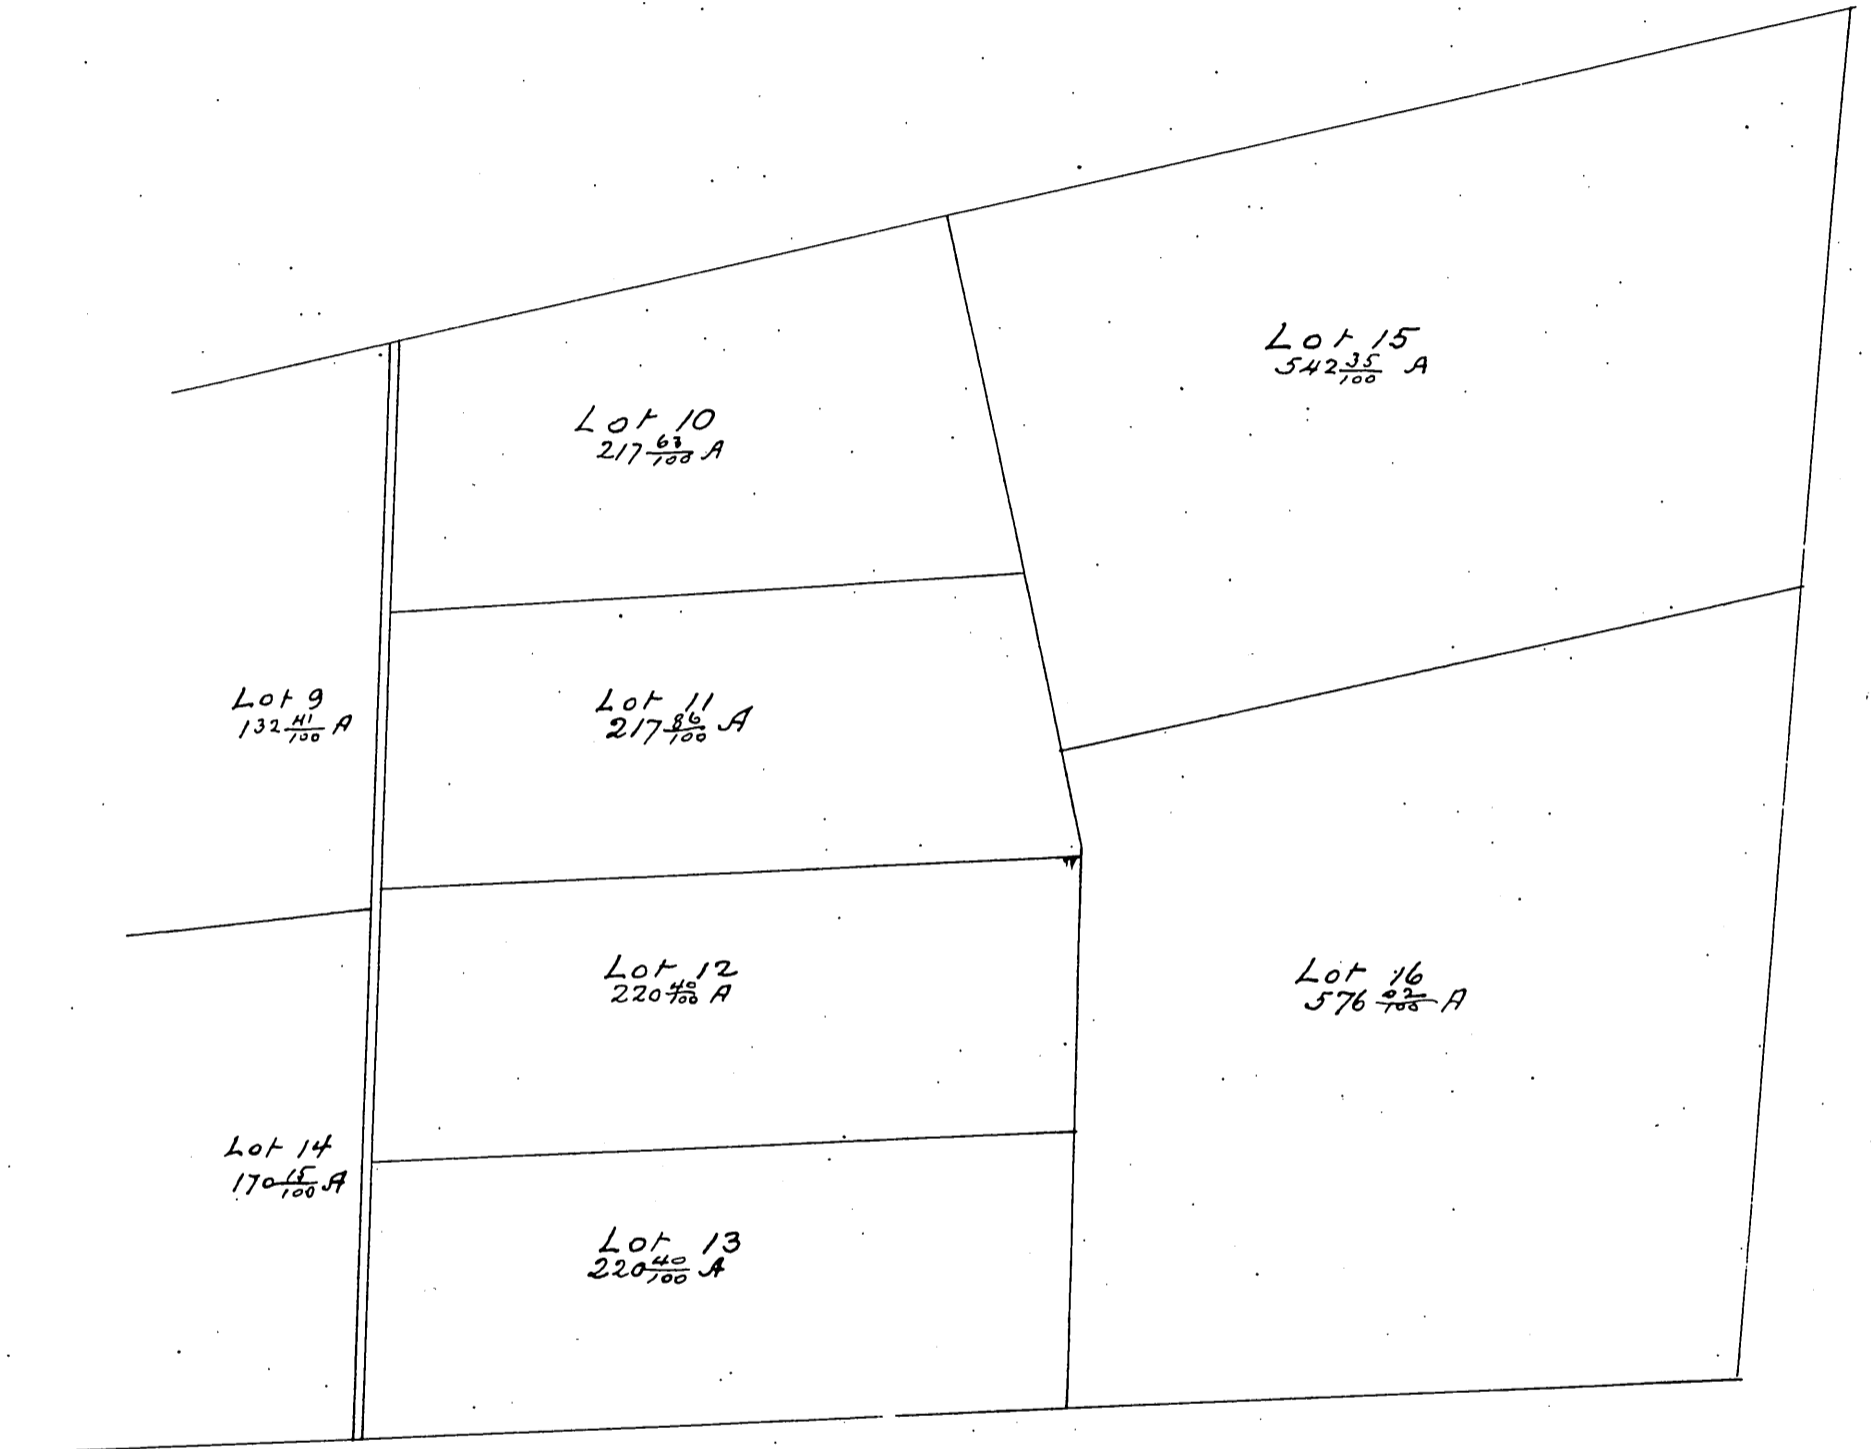 Lot 15
542 35/100 A
Lot 10
217 63/100 A
Lot 9
132 41/100 A
Lot 11
217 86/100 A
Lot 12
220 40/100 A
Lot 16
576 02/100 A
Lot 14
170 15/100 A
Lot 13
220 40/100 A